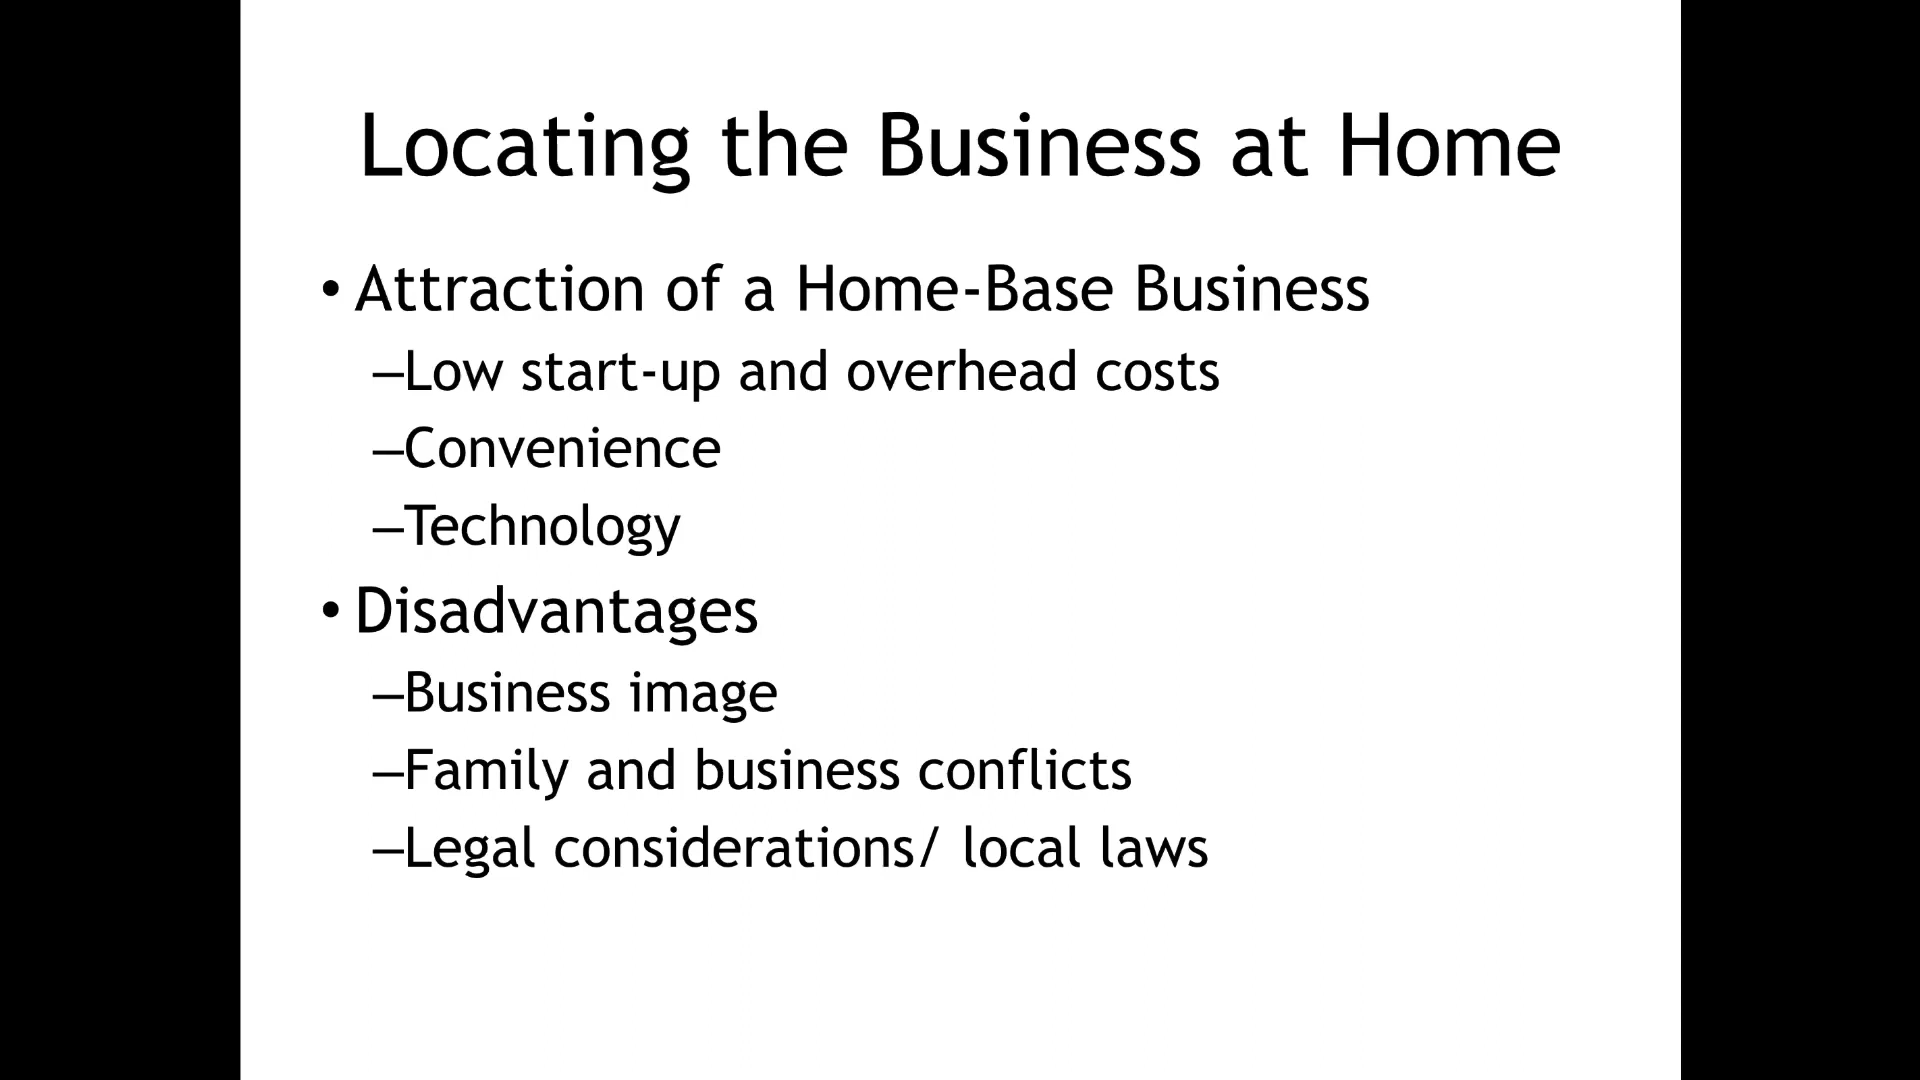 Locating the Business at Home
• Attraction of a Home-Base Business
–Low start-up and overhead costs
–Convenience
–Technology
• Disadvantages
–Business image
–Family and business conflicts
–Legal considerations/ local laws